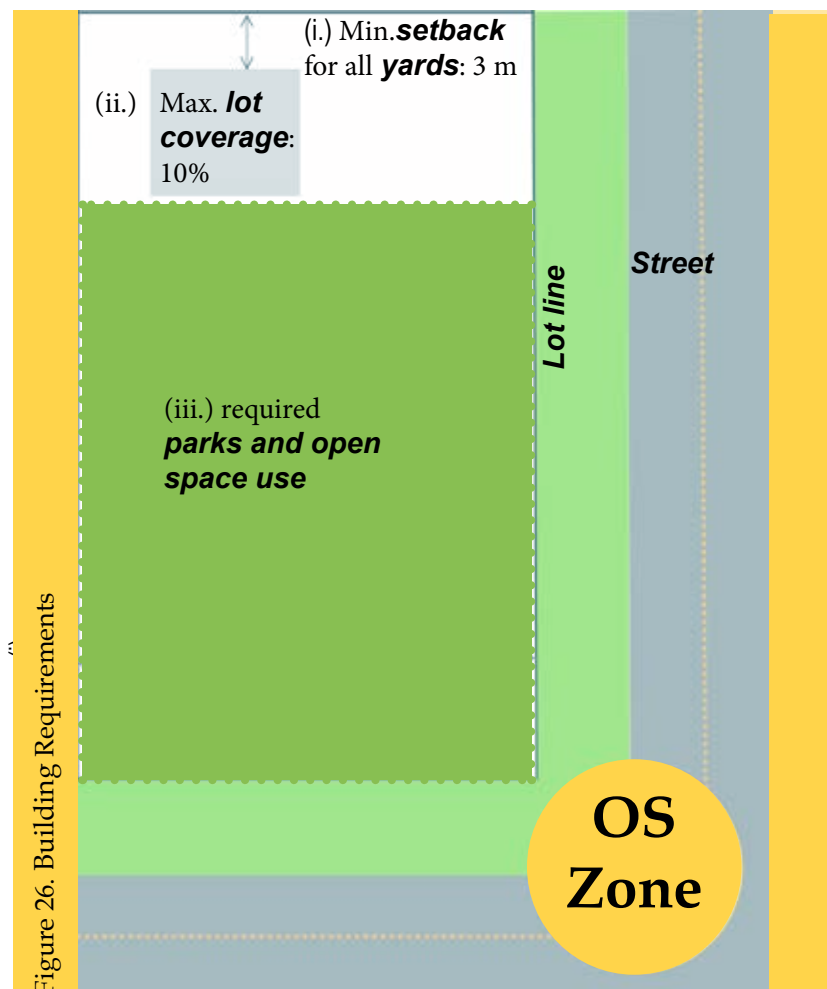 (i.) Min.setback
for all yards: 3 m
(ii.) Max. lot
coverage:
10%
Street
Lot line
(iii.) required
parks and open
space use
OS
Zone
Figure 26. Building Requirements